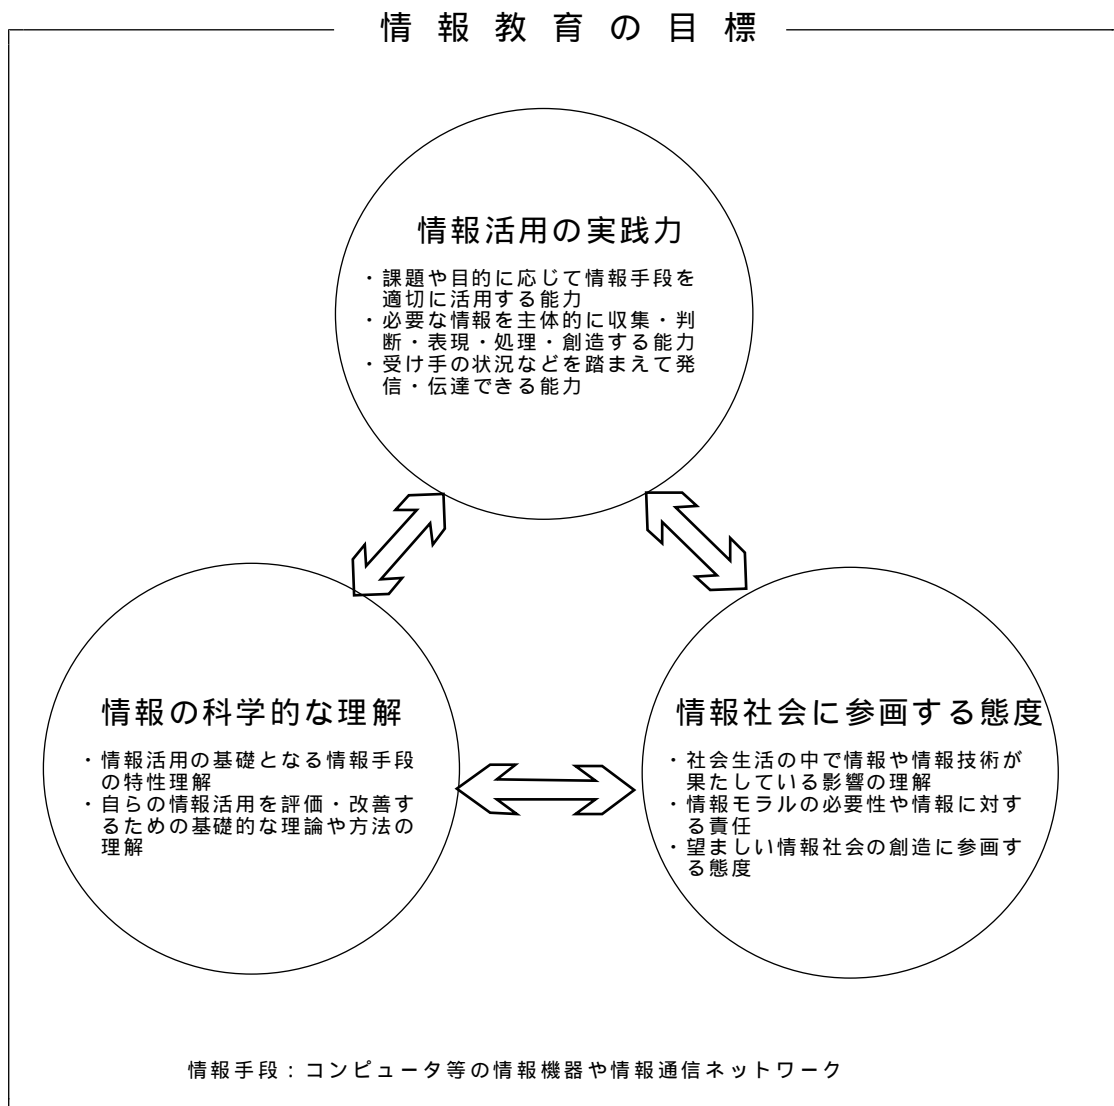 情報教育の目標
情報活用の実践力
・課題や目的に応じて情報手段を
適切に活用する能力
・必要な情報を主体的に収集・判
断・表現・処理・創造する能力
・受け手の状況などを踏まえて発
信・伝達できる能力
情報の科学的な理解
・情報活用の基礎となる情報手段
の特性理解
・自らの情報活用を評価・改善す
るための基礎的な理論や方法の
理解
情報社会に参画する態度
・社会生活の中で情報や情報技術が
果たしている影響の理解
・情報モラルの必要性や情報に対す
る責任
・望ましい情報社会の創造に参画す
る態度
情報手段:コンピュータ等の情報機器や情報通信ネットワーク